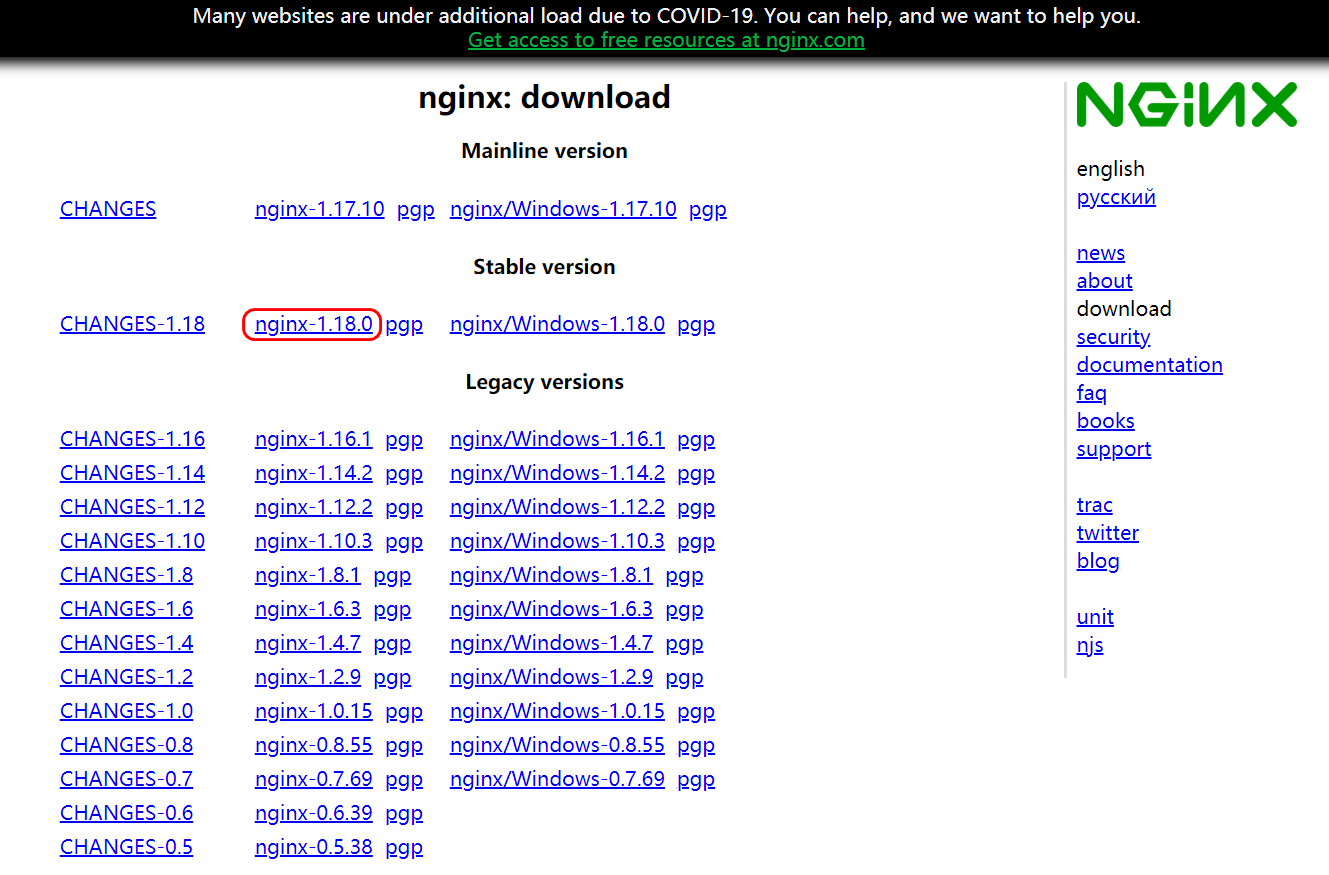 Many websites are under additional load due to COVID-19. You can help, and we want to help you.
Get access to free resources at nginx.com
nginx: download
Mainline version
CHANGES nginx-1.17.10 pgp nginx/Windows-1.17.10 pgp
Stable version
CHANGES-1.18 nginx-1.18.0 pgp nginx/Windows-1.18.0 pgp
Legacy versions
CHANGES-1.16 nginx-1.16.1 pgp nginx/Windows-1.16.1 pgp
CHANGES-1.14 nginx-1.14.2 pgp nginx/Windows-1.14.2 pgp
CHANGES-1.12 nginx-1.12.2 pgp nginx/Windows-1.12.2 pgp
CHANGES-1.10 nginx-1.10.3 pgp nginx/Windows-1.10.3 pgp
CHANGES-1.8 nginx-1.8.1 pgp nginx/Windows-1.8.1 pgp
CHANGES-1.6 nginx-1.6.3 pgp nginx/Windows-1.6.3 pgp
CHANGES-1.4 nginx-1.4.7 pgp nginx/Windows-1.4.7 pgp
CHANGES-1.2 nginx-1.2.9 pgp nginx/Windows-1.2.9 pgp
CHANGES-1.0 nginx-1.0.15 pgp nginx/Windows-1.0.15 pgp
CHANGES-0.8 nginx-0.8.55 pgp nginx/Windows-0.8.55 pgp
CHANGES-0.7 nginx-0.7.69 pgp nginx/Windows-0.7.69 pgp
CHANGES-0.6 nginx-0.6.39 pgp
CHANGES-0.5 nginx-0.5.38 pgp
NGiNX
english
русский
news
about
download
security
documentation
faq
books
support
trac
twitter
blog
unit
njs